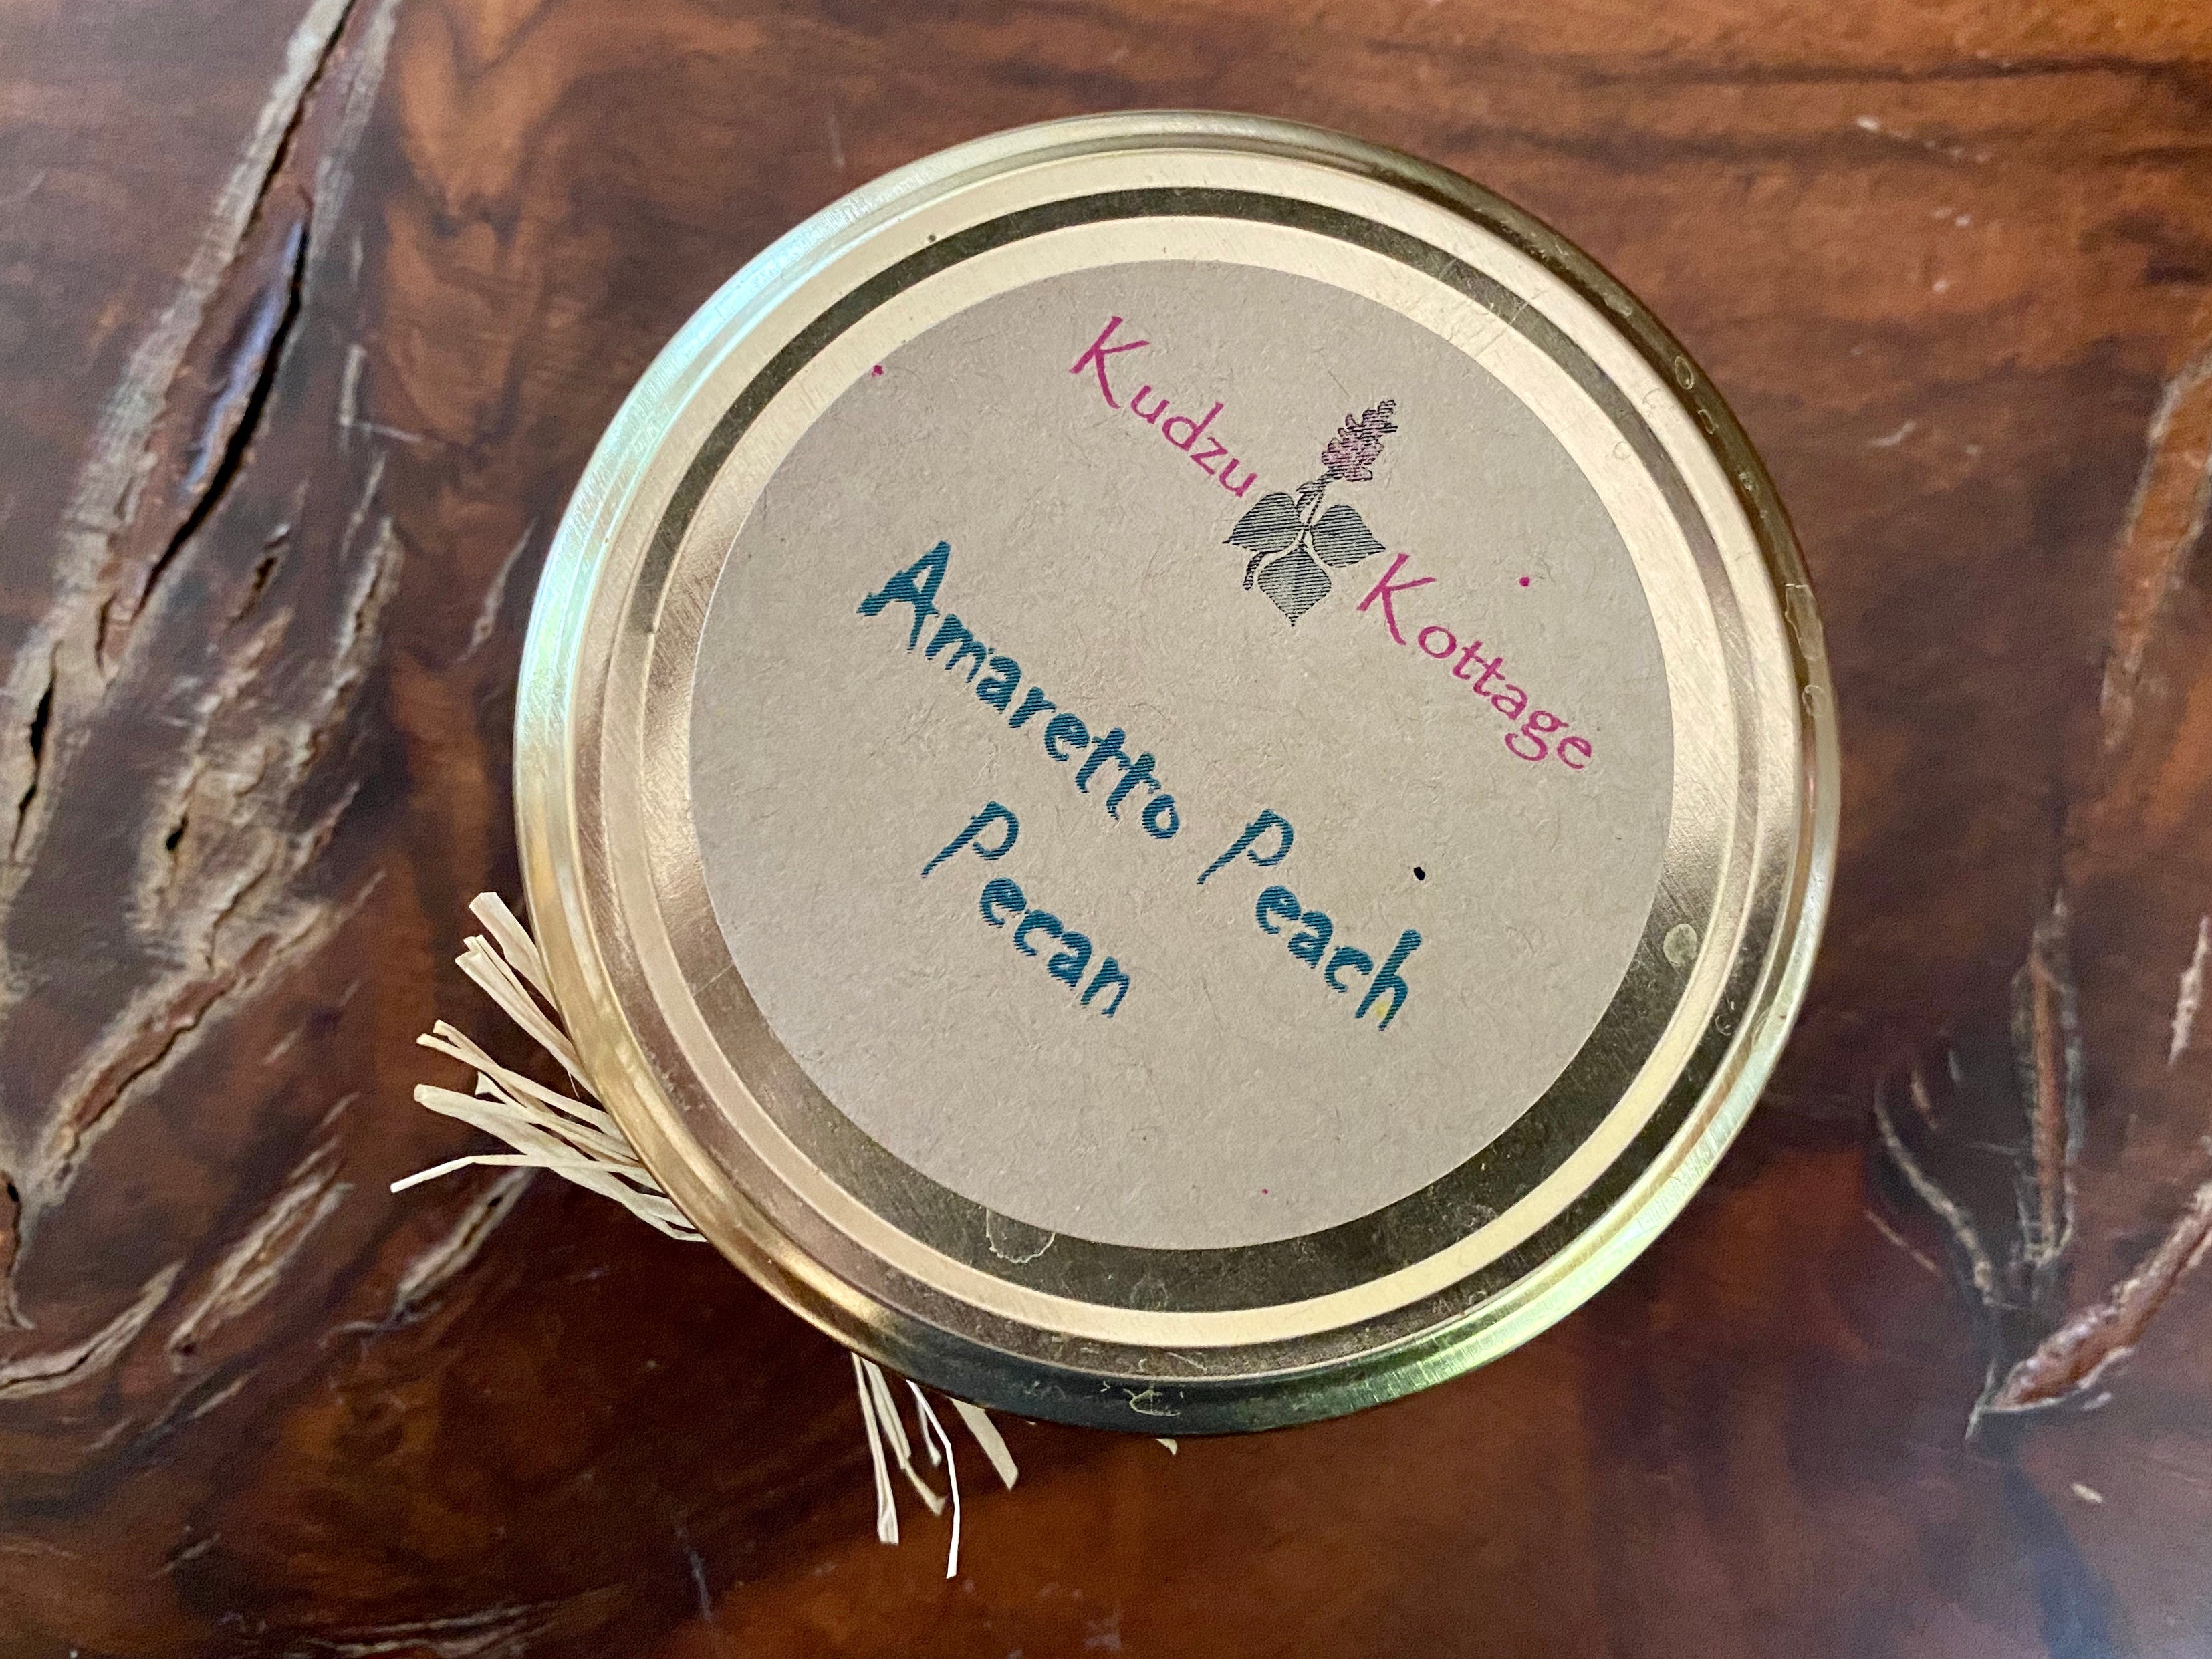 Kudzu Kottage
Amaretto Peach
Pecan